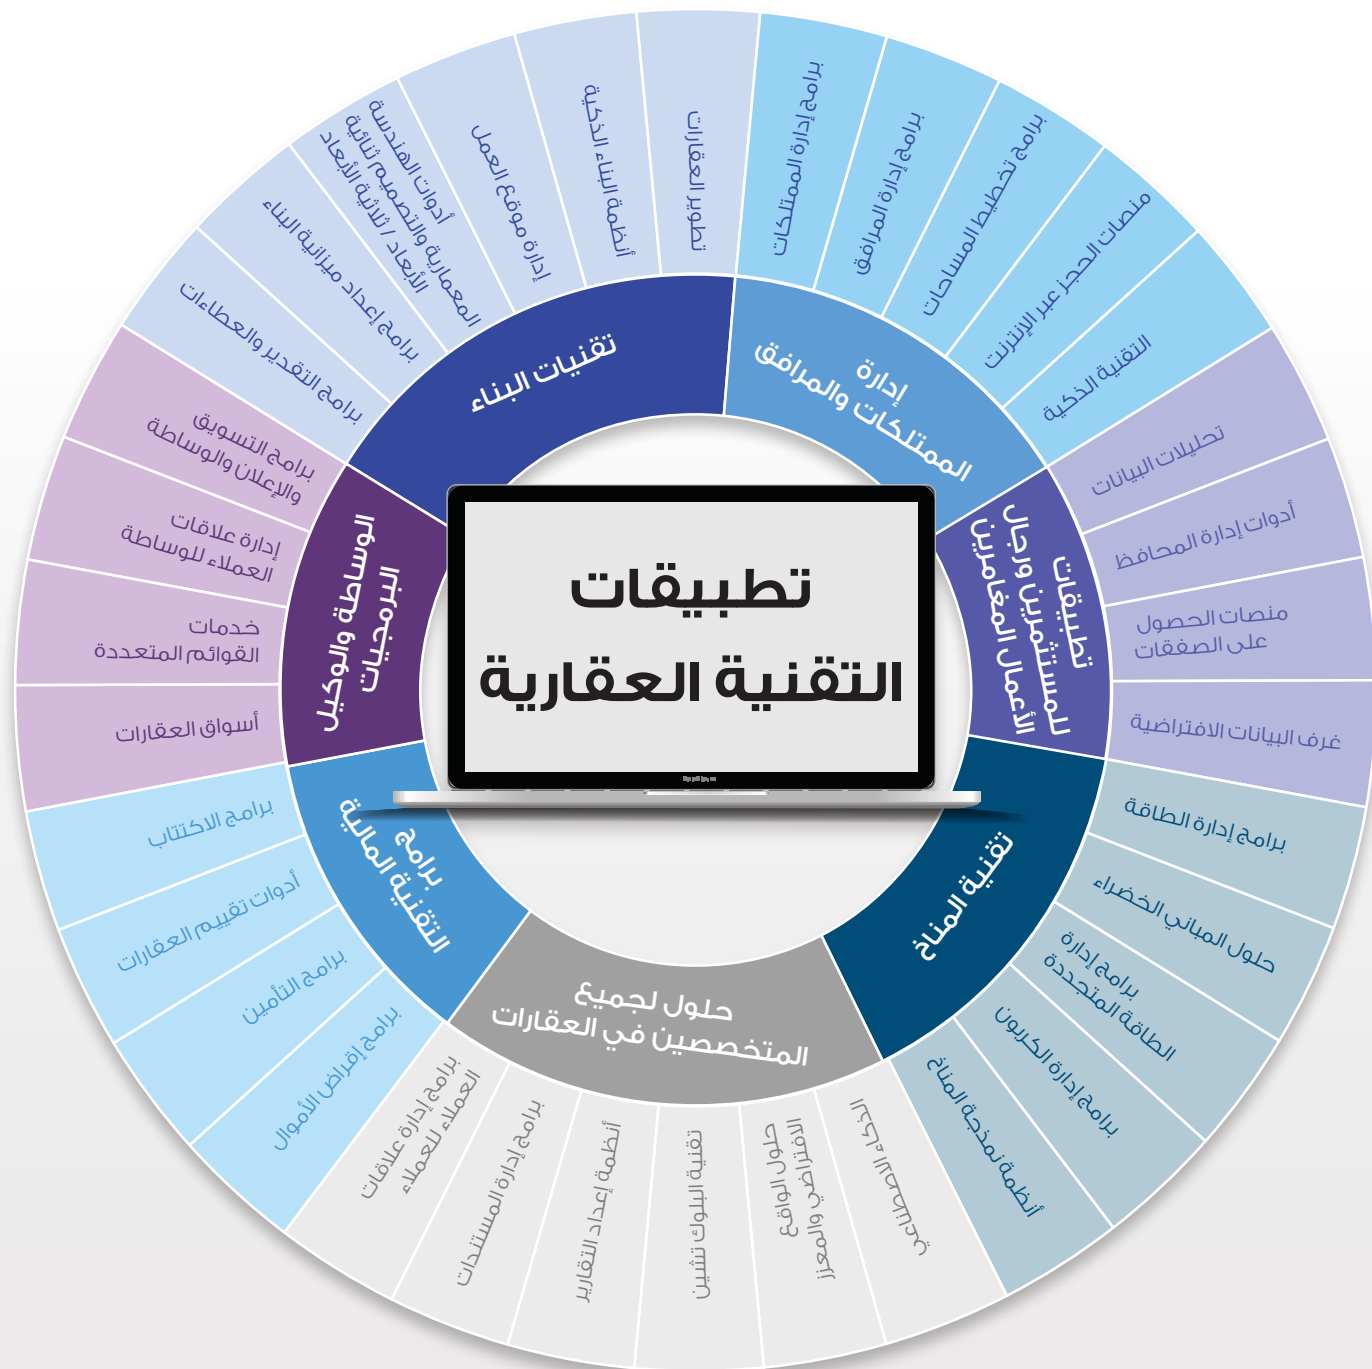 تطبيقات
التقنية العقارية
إدارة
الممتلكات والمرافق
برامج إدارة الممتلكات
برامج إدارة المرافق
برامج تخطيط المساحات
منصات الحجز عبر الإنترنت
التقنية الذكية
تطبيقات
للمستثمرين ورجال
الأعمال المغامرين
تحليلات البيانات
أدوات إدارة المحافظ
منصات الحصول
على الصفقات
غرف البيانات الافتراضية
تقنية المناخ
برامج إدارة الطاقة
حلول المباني الخضراء
برامج إدارة
الطاقة المتجددة
برامج إدارة الكربون
أنظمة نمذجة المناخ
حلول لجميع
المتخصصين في العقارات
الذكاء الاصطناعي
حلول الواقع
الافتراضي والمعزز
تقنية البلوك تشين
أنظمة إعداد التقارير
برامج إدارة المستندات
برامج إدارة علاقات
العملاء للعملاء
برامج
التقنية المالية
برامج إقراض الأموال
برامج التأمين
أدوات تقييم العقارات
برامج الاكتتاب
الوساطة والوكيل
البرمجيات
أسواق العقارات
خدمات
القوائم المتعددة
إدارة علاقات
العملاء للوساطة
برامج التسويق
والإعلان والوساطة
تقنيات البناء
برامج التقدير والعطاءات
برامج إعداد ميزانية البناء
أدوات الهندسة
المعمارية والتصميم ثنائية
الأبعاد / ثلاثية الأبعاد
إدارة موقع العمل
أنظمة البناء الذكية
تطوير العقارات